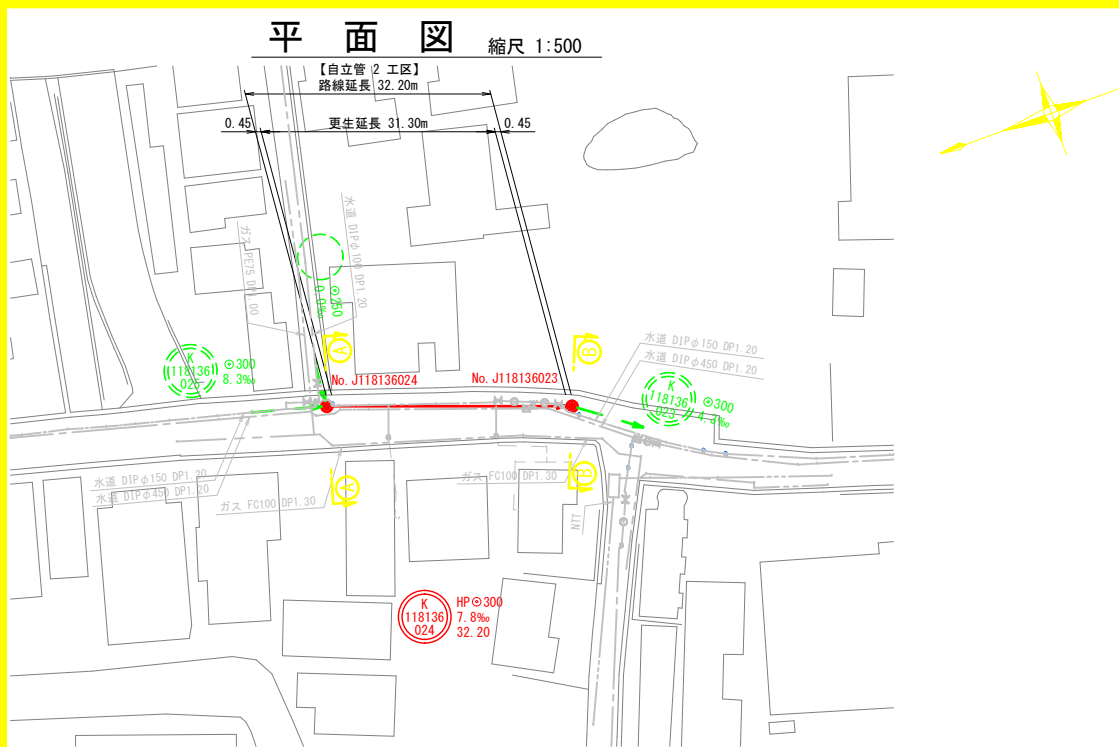 平 面 図 縮尺 1:500
【自立管 2 工区】
路線延長 32.20m
0.45 更生延長 31.30m 0.45
水道 DIPφ100 DP1.20
ガス PE75 DP1.00
⊙250
A
B
K
118136
⊙300
8.3‰
No. J118136024
No. J118136023
水道 DIPφ150 DP1.20
水道 DIPφ450 DP1.20
K
118136
023
⊙300
4.3‰
水道 DIPφ150 DP1.20
水道 DIPφ450 DP1.20
ガス FC100 DP1.30
A
ガス FC100 DP1.30
B
NTT
K
118136
024
HP⊙300
7.8‰
32.20